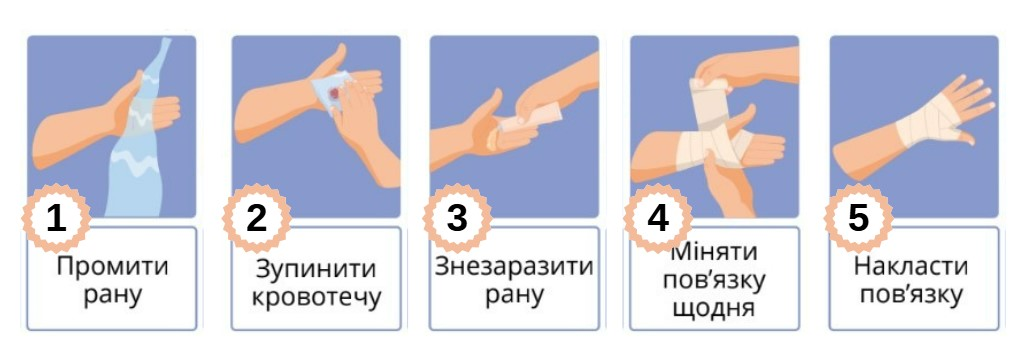 1
Промити
рану
2
Зупинити
кровотечу
3
Знезаразити
рану
4
Міняти
пов’язку
щодня
5
Накласти
пов’язку